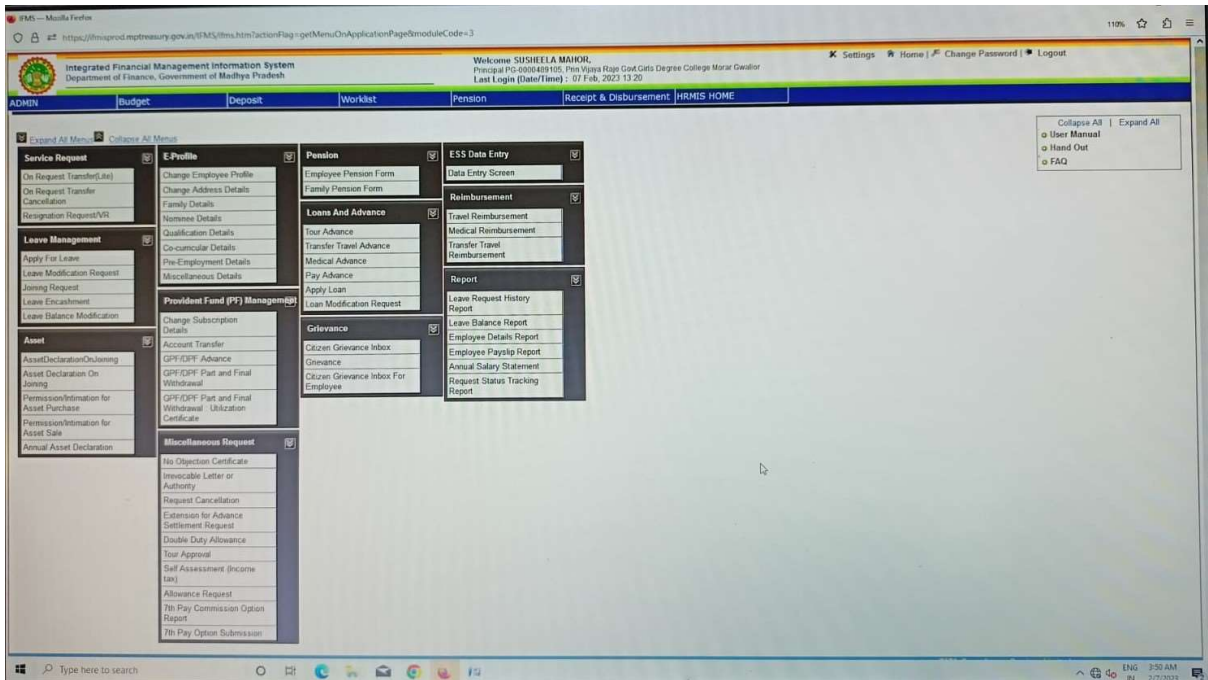 IFMS — Mozilla Firefox
https://ifmsprod.mptreasury.gov.in/IFMS/ifms.htm?actionFlag=getMenuOnApplicationPage&moduleCode=3
110%
Integrated Financial Management Information System
Department of Finance, Government of Madhya Pradesh
Welcome SUSHEELA MAHOR,
Principal PG-0000489105, Prin Vijaya Raje Govt Girls Degree College Morar Gwalior
Last Login (Date/Time) : 07 Feb, 2023 13:20
Settings Home | Change Password | Logout
ADMIN Budget Deposit Worklist Pension Receipt & Disbursement HRMIS HOME
Collapse All | Expand All
User Manual
Hand Out
FAQ
Expand All Menus Collapse All Menus
Service Request
On Request Transfer(Lite)
On Request Transfer
Cancellation
Resignation Request/VR
Leave Management
Apply For Leave
Leave Modification Request
Joining Request
Leave Encashment
Leave Balance Modification
Asset
AssetDeclarationOnJoining
Asset Declaration On
Joining
Permission/Intimation for
Asset Purchase
Permission/Intimation for
Asset Sale
Annual Asset Declaration
E-Profile
Change Employee Profile
Change Address Details
Family Details
Nominee Details
Qualification Details
Co-curricular Details
Pre-Employment Details
Miscellaneous Details
Provident Fund (PF) Management
Change Subscription
Details
Account Transfer
GPF/DPF Advance
GPF/DPF Part and Final
Withdrawal
GPF/DPF Part and Final
Withdrawal : Utilization
Certificate
Miscellaneous Request
No Objection Certificate
Irrevocable Letter or
Authority
Request Cancellation
Extension for Advance
Settlement Request
Double Duty Allowance
Tour Approval
Self Assessment (Income
tax)
Allowance Request
7th Pay Commission Option
Report
7th Pay Option Submission
Pension
Employee Pension Form
Family Pension Form
Loans And Advance
Tour Advance
Transfer Travel Advance
Medical Advance
Pay Advance
Apply Loan
Loan Modification Request
Grievance
Citizen Grievance Inbox
Grievance
Citizen Grievance Inbox For
Employee
ESS Data Entry
Data Entry Screen
Reimbursement
Travel Reimbursement
Medical Reimbursement
Transfer Travel
Reimbursement
Report
Leave Request History
Report
Leave Balance Report
Employee Details Report
Employee Payslip Report
Annual Salary Statement
Request Status Tracking
Report
Type here to search
ENG 3:50 AM
IN 2/7/2023